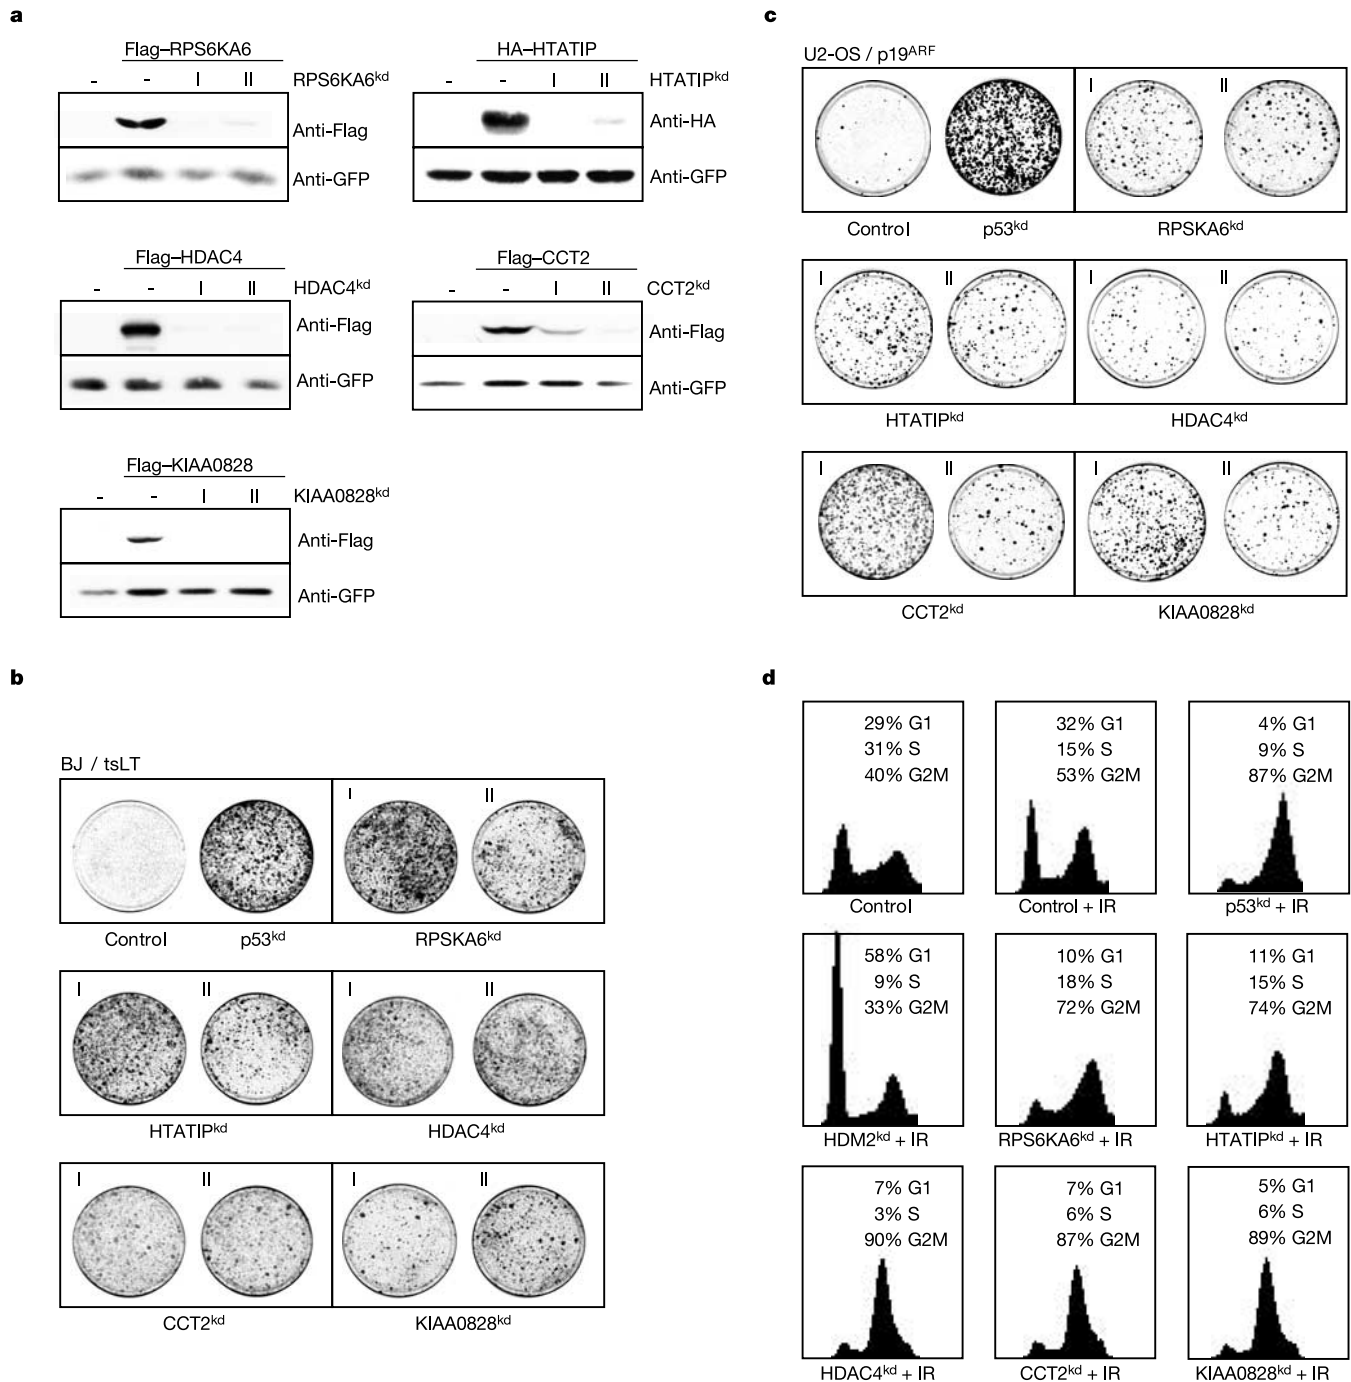 a
Flag–RPS6KA6
- - I II RPS6KA6kd
Anti-Flag
Anti-GFP
HA–HTATIP
- - I II HTATIPkd
Anti-HA
Anti-GFP
Flag–HDAC4
- - I II HDAC4kd
Anti-Flag
Anti-GFP
Flag–CCT2
- - I II CCT2kd
Anti-Flag
Anti-GFP
Flag–KIAA0828
- - I II KIAA0828kd
Anti-Flag
Anti-GFP
b
BJ / tsLT
I II
Control p53kd RPSKA6kd
I II I II
HTATIPkd HDAC4kd
I II I II
CCT2kd KIAA0828kd
c
U2-OS / p19ARF
I II
Control p53kd RPSKA6kd
I II I II
HTATIPkd HDAC4kd
I II I II
CCT2kd KIAA0828kd
d
29% G1
31% S
40% G2M
Control
32% G1
15% S
53% G2M
Control + IR
4% G1
9% S
87% G2M
p53kd + IR
58% G1
9% S
33% G2M
HDM2kd + IR
10% G1
18% S
72% G2M
RPS6KA6kd + IR
11% G1
15% S
74% G2M
HTATIPkd + IR
7% G1
3% S
90% G2M
HDAC4kd + IR
7% G1
6% S
87% G2M
CCT2kd + IR
5% G1
6% S
89% G2M
KIAA0828kd + IR